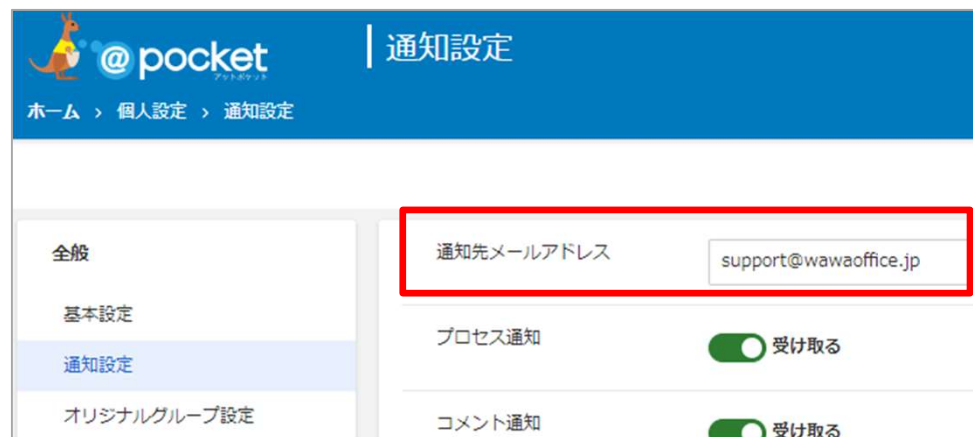 @pocket
アットポケット
通知設定
ホーム > 個人設定 > 通知設定
全般
基本設定
通知設定
オリジナルグループ設定
通知先メールアドレス support@wawaoffice.jp
プロセス通知 受け取る
コメント通知 受け取る